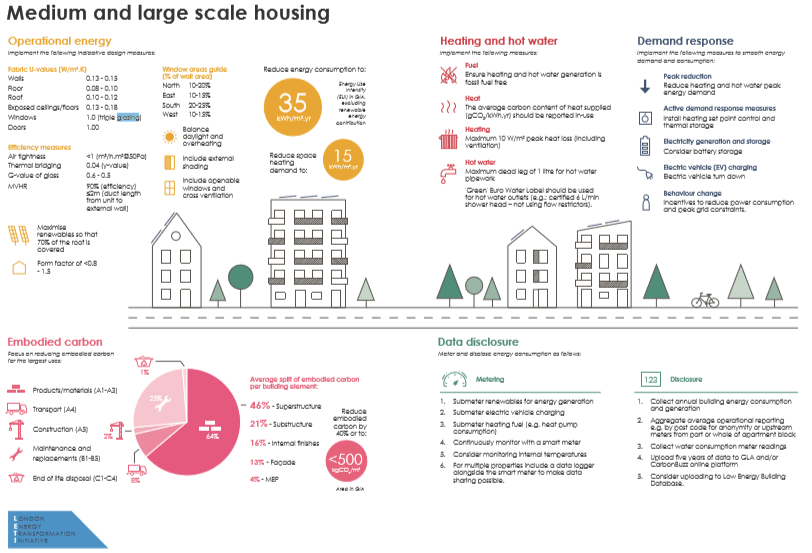 Medium and large scale housing
Operational energy
Implement the following indicative design measures:
Fabric U-values (W/m².K)
Walls 0.13 - 0.15
Floor 0.08 - 0.10
Roof 0.10 - 0.12
Exposed ceilings/floors 0.13 - 0.18
Windows 1.0 (triple glazing)
Doors 1.00
Efficiency measures
Air tightness <1 (m³/h.m²@50Pa)
Thermal bridging 0.04 (y-value)
G-value of glass 0.6 - 0.5
MVHR 90% (efficiency)
≤2m (duct length
from unit to
external wall)
Maximise
renewables so that
70% of the roof is
covered
Form factor of <0.8
- 1.5
Window areas guide
(% of wall area)
North 10-20%
East 10-15%
South 20-25%
West 10-15%
Balance
daylight and
overheating
Include external
shading
Include openable
windows and
cross ventilation
Reduce energy consumption to:
35
kWh/m².yr
Energy Use
Intensity
(EUI) in GIA,
excluding
renewable
energy
contribution
Reduce space
heating
demand to:
15
kWh/m².yr
Heating and hot water
Implement the following measures:
Fuel
Ensure heating and hot water generation is
fossil fuel free
Heat
The average carbon content of heat supplied
(gCO₂/kWh.yr) should be reported in-use
Heating
Maximum 10 W/m² peak heat loss (including
ventilation)
Hot water
Maximum dead leg of 1 litre for hot water
pipework
'Green' Euro Water Label should be used
for hot water outlets (e.g.: certified 6 L/min
shower head – not using flow restrictors).
Demand response
Implement the following measures to smooth energy
demand and consumption:
Peak reduction
Reduce heating and hot water peak
energy demand
Active demand response measures
Install heating set point control and
thermal storage
Electricity generation and storage
Consider battery storage
Electric vehicle (EV) charging
Electric vehicle turn down
Behaviour change
Incentives to reduce power consumption
and peak grid constraints.
Embodied carbon
Focus on reducing embodied carbon
for the largest uses:
Products/materials (A1-A3)
Transport (A4)
Construction (A5)
Maintenance and
replacements (B1-B5)
End of life disposal (C1-C4)
1%
25%
2%
64%
8%
Average split of embodied carbon
per building element:
46% - Superstructure
21% - Substructure
16% - Internal finishes
13% - Façade
4% - MEP
Reduce
embodied
carbon by
40% or to:
<500
kgCO₂/m²
Area in GIA
Data disclosure
Meter and disclose energy consumption as follows:
Metering
1. Submeter renewables for energy generation
2. Submeter electric vehicle charging
3. Submeter heating fuel (e.g. heat pump
consumption)
4. Continuously monitor with a smart meter
5. Consider monitoring internal temperatures
6. For multiple properties include a data logger
alongside the smart meter to make data
sharing possible.
123
Disclosure
1. Collect annual building energy consumption
and generation
2. Aggregate average operational reporting
e.g. by post code for anonymity or upstream
meters from part or whole of apartment block
3. Collect water consumption meter readings
4. Upload five years of data to GLA and/or
CarbonBuzz online platform
5. Consider uploading to Low Energy Building
Database.
LONDON
ENERGY
TRANSFORMATION
INITIATIVE